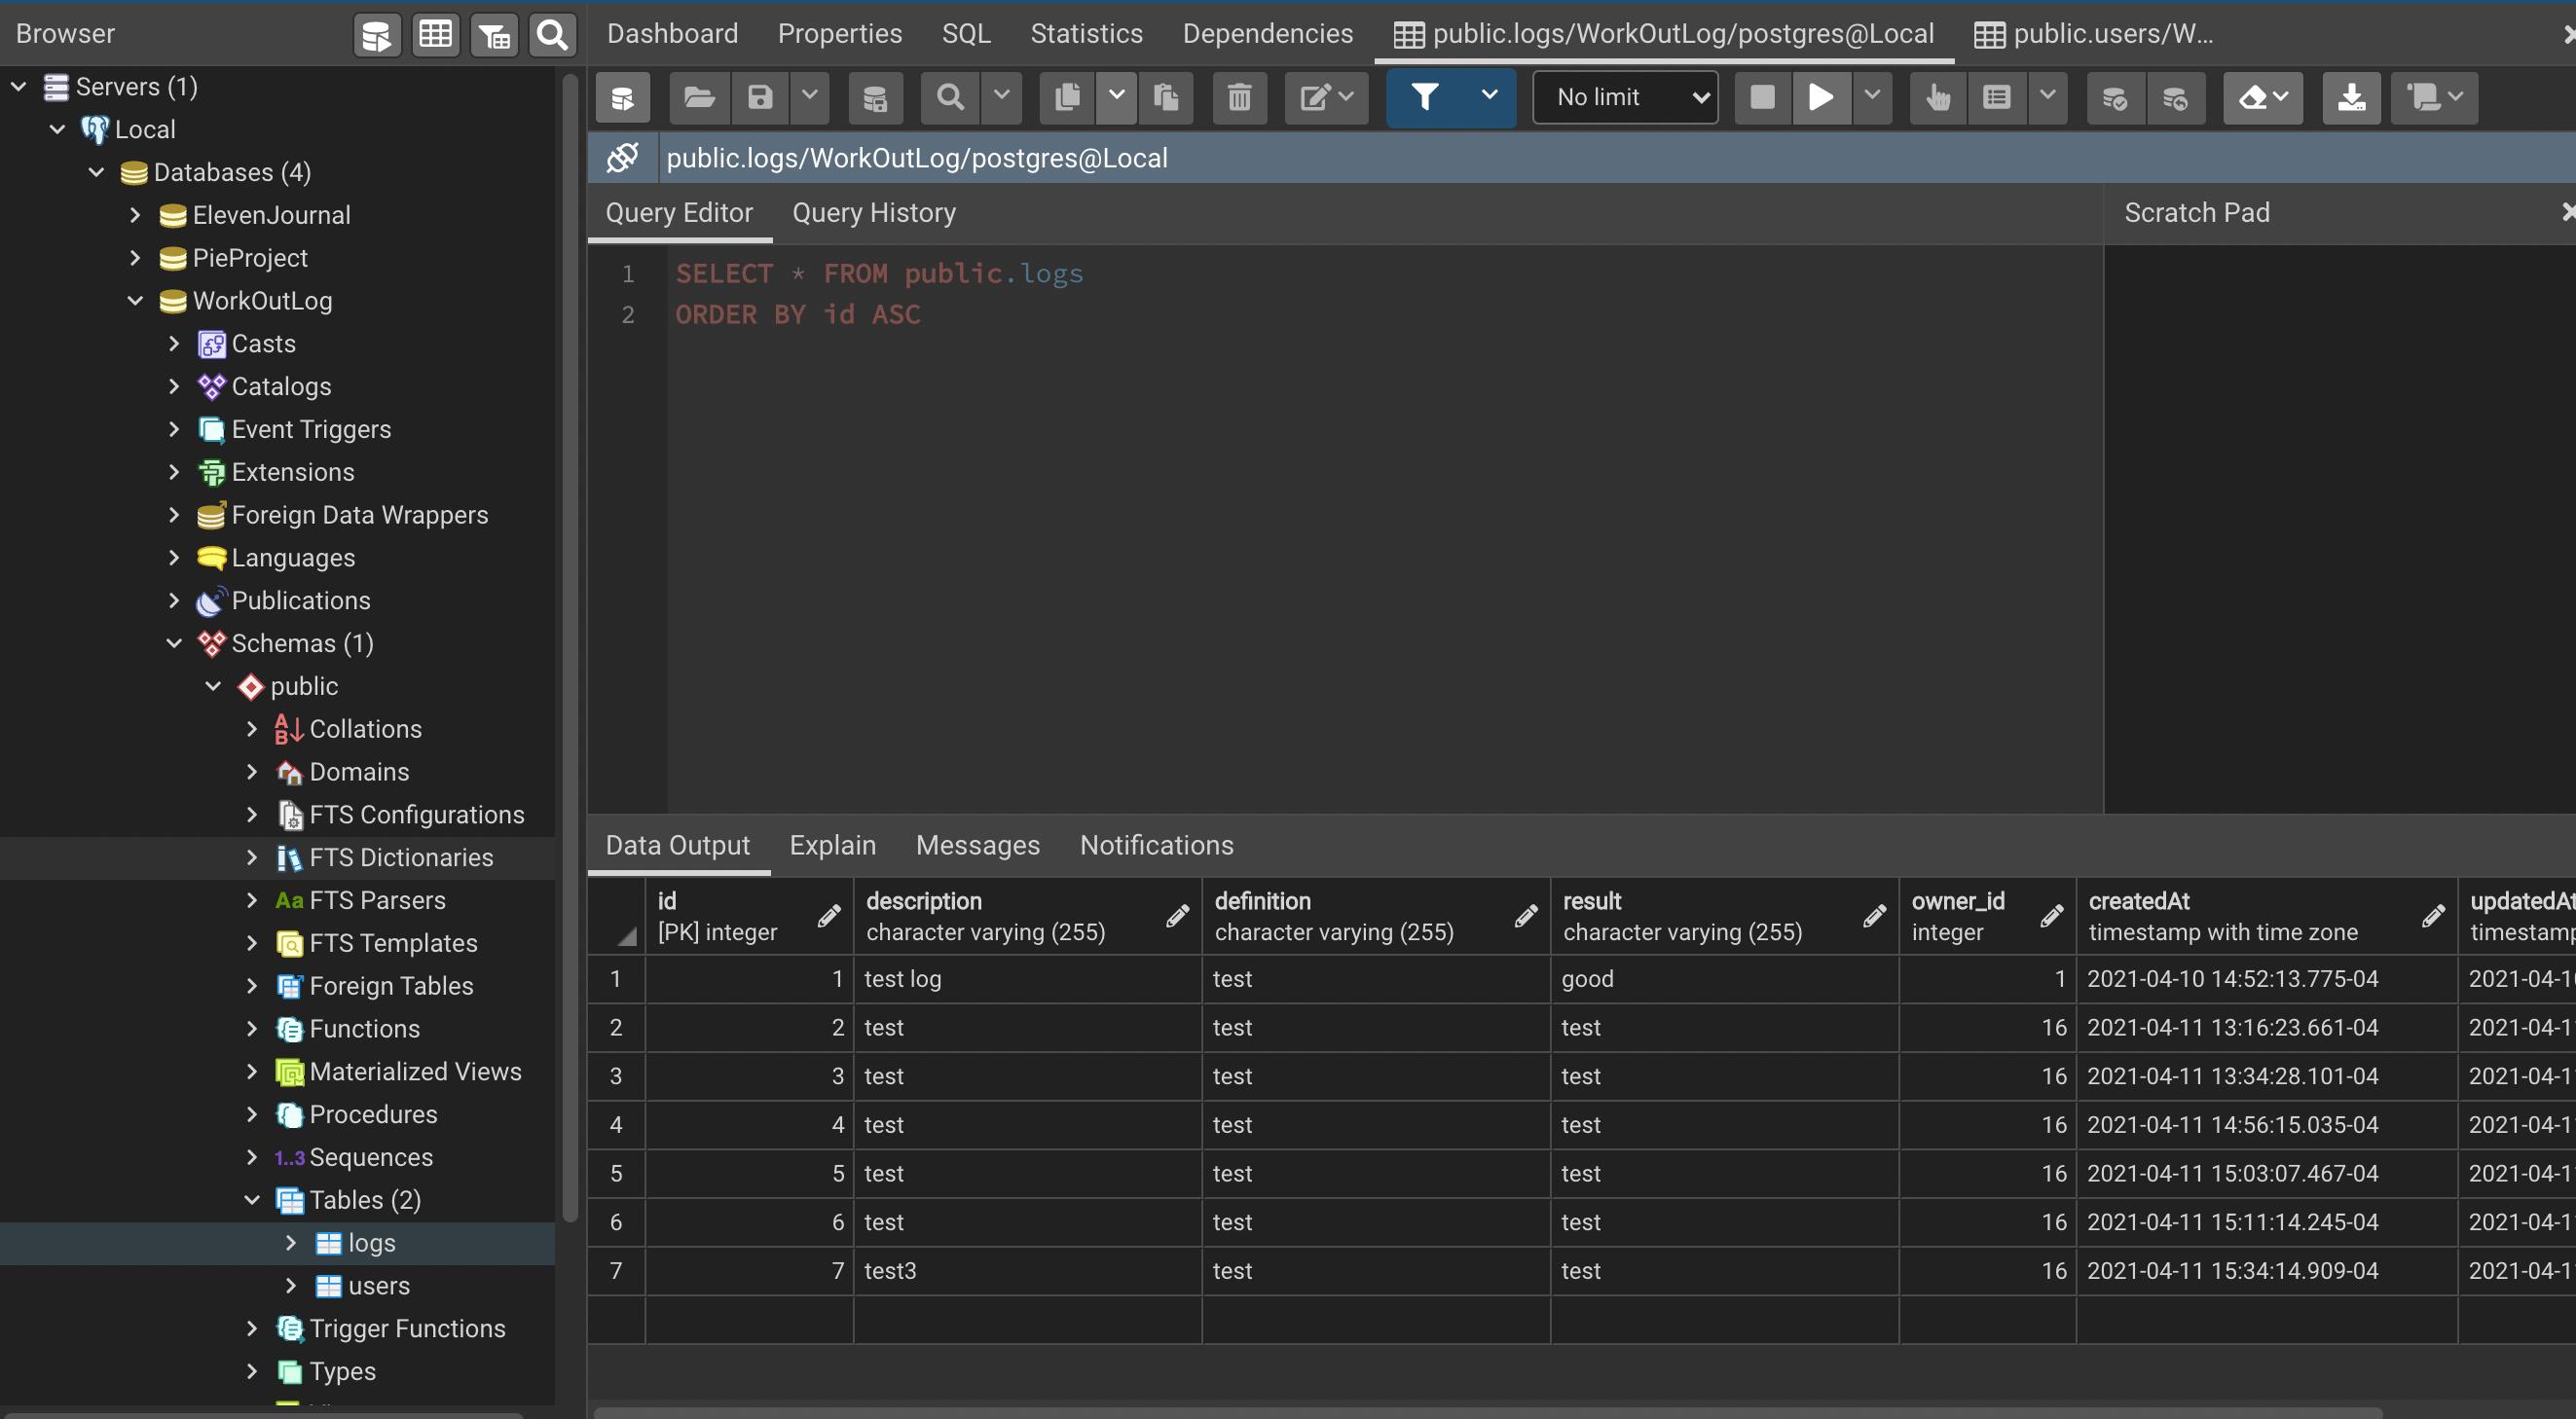 Browser
Servers (1)
Local
Databases (4)
ElevenJournal
PieProject
WorkOutLog
Casts
Catalogs
Event Triggers
Extensions
Foreign Data Wrappers
Languages
Publications
Schemas (1)
public
Collations
Domains
FTS Configurations
FTS Dictionaries
Aa FTS Parsers
FTS Templates
Foreign Tables
Functions
Materialized Views
Procedures
1..3 Sequences
Tables (2)
logs
users
Trigger Functions
Types
Dashboard Properties SQL Statistics Dependencies public.logs/WorkOutLog/postgres@Local public.users/W...
No limit
public.logs/WorkOutLog/postgres@Local
Query Editor Query History Scratch Pad
1 SELECT * FROM public.logs
2 ORDER BY id ASC
Data Output Explain Messages Notifications
id description definition result owner_id createdAt updatedAt
[PK] integer character varying (255) character varying (255) character varying (255) integer timestamp with time zone timestamp
1 1 test log test good 1 2021-04-10 14:52:13.775-04 2021-04-10
2 2 test test test 16 2021-04-11 13:16:23.661-04 2021-04-1
3 3 test test test 16 2021-04-11 13:34:28.101-04 2021-04-1
4 4 test test test 16 2021-04-11 14:56:15.035-04 2021-04-1
5 5 test test test 16 2021-04-11 15:03:07.467-04 2021-04-1
6 6 test test test 16 2021-04-11 15:11:14.245-04 2021-04-1
7 7 test3 test test 16 2021-04-11 15:34:14.909-04 2021-04-1